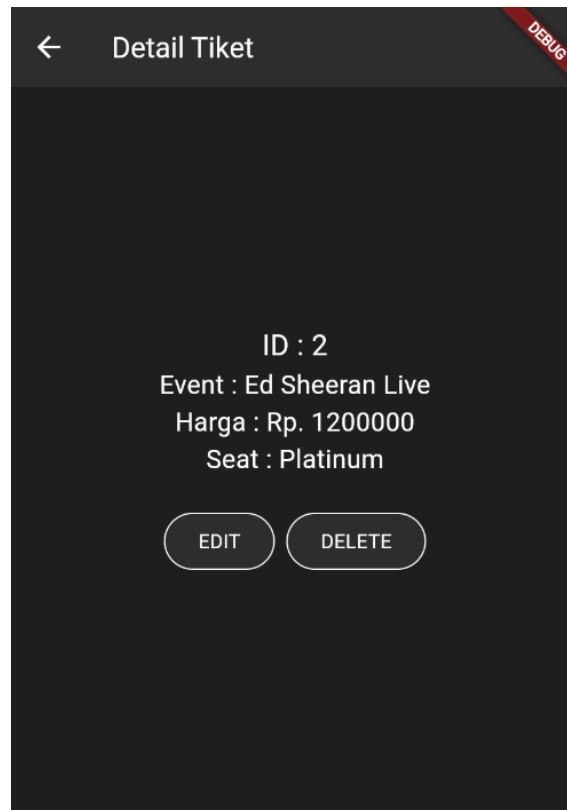 Detail Tiket
DEBUG
ID : 2
Event : Ed Sheeran Live
Harga : Rp. 1200000
Seat : Platinum
EDIT
DELETE